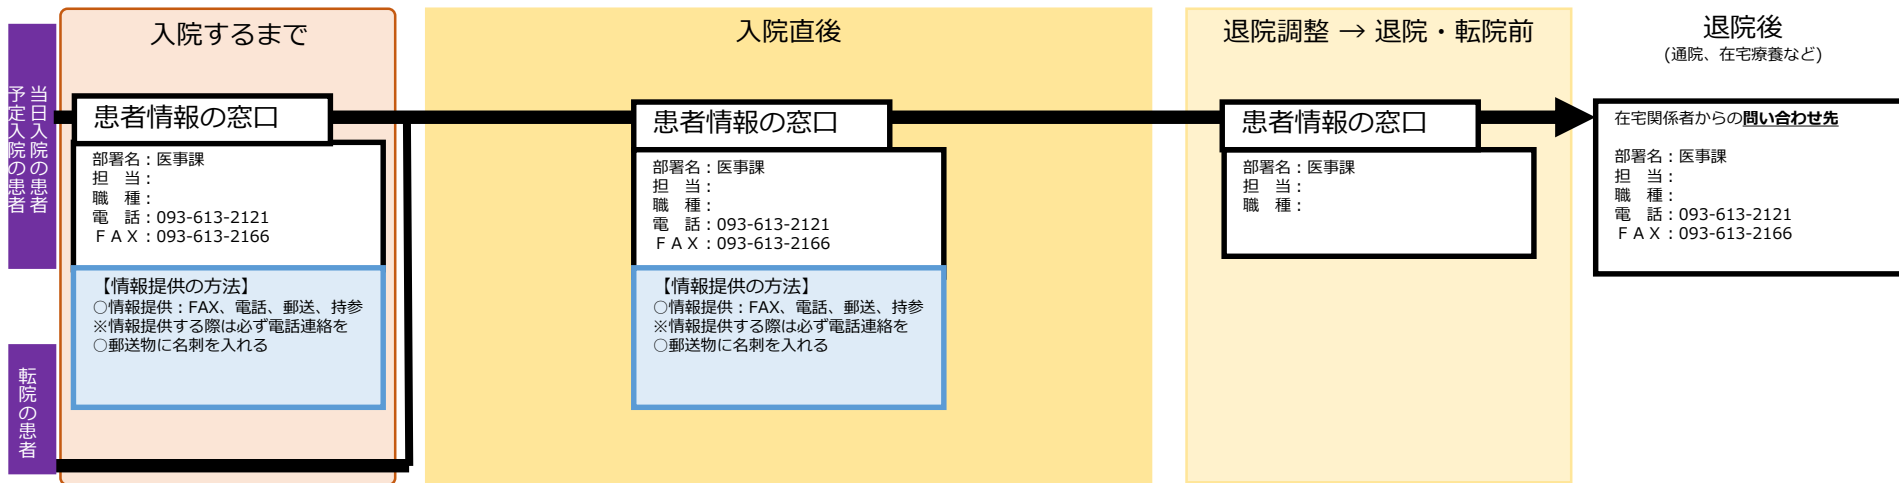 入院するまで
入院直後
退院調整 → 退院・転院前
退院後
(通院、在宅療養など)
当日入院の患者
予定入院の患者
転院の患者
患者情報の窓口
部署名：医事課
担　当：
職　種：
電　話：093-613-2121
ＦＡＸ：093-613-2166
【情報提供の方法】
○情報提供：FAX、電話、郵送、持参
※情報提供する際は必ず電話連絡を
○郵送物に名刺を入れる
患者情報の窓口
部署名：医事課
担　当：
職　種：
電　話：093-613-2121
ＦＡＸ：093-613-2166
【情報提供の方法】
○情報提供：FAX、電話、郵送、持参
※情報提供する際は必ず電話連絡を
○郵送物に名刺を入れる
患者情報の窓口
部署名：医事課
担　当：
職　種：
在宅関係者からの問い合わせ先
部署名：医事課
担　当：
職　種：
電　話：093-613-2121
ＦＡＸ：093-613-2166